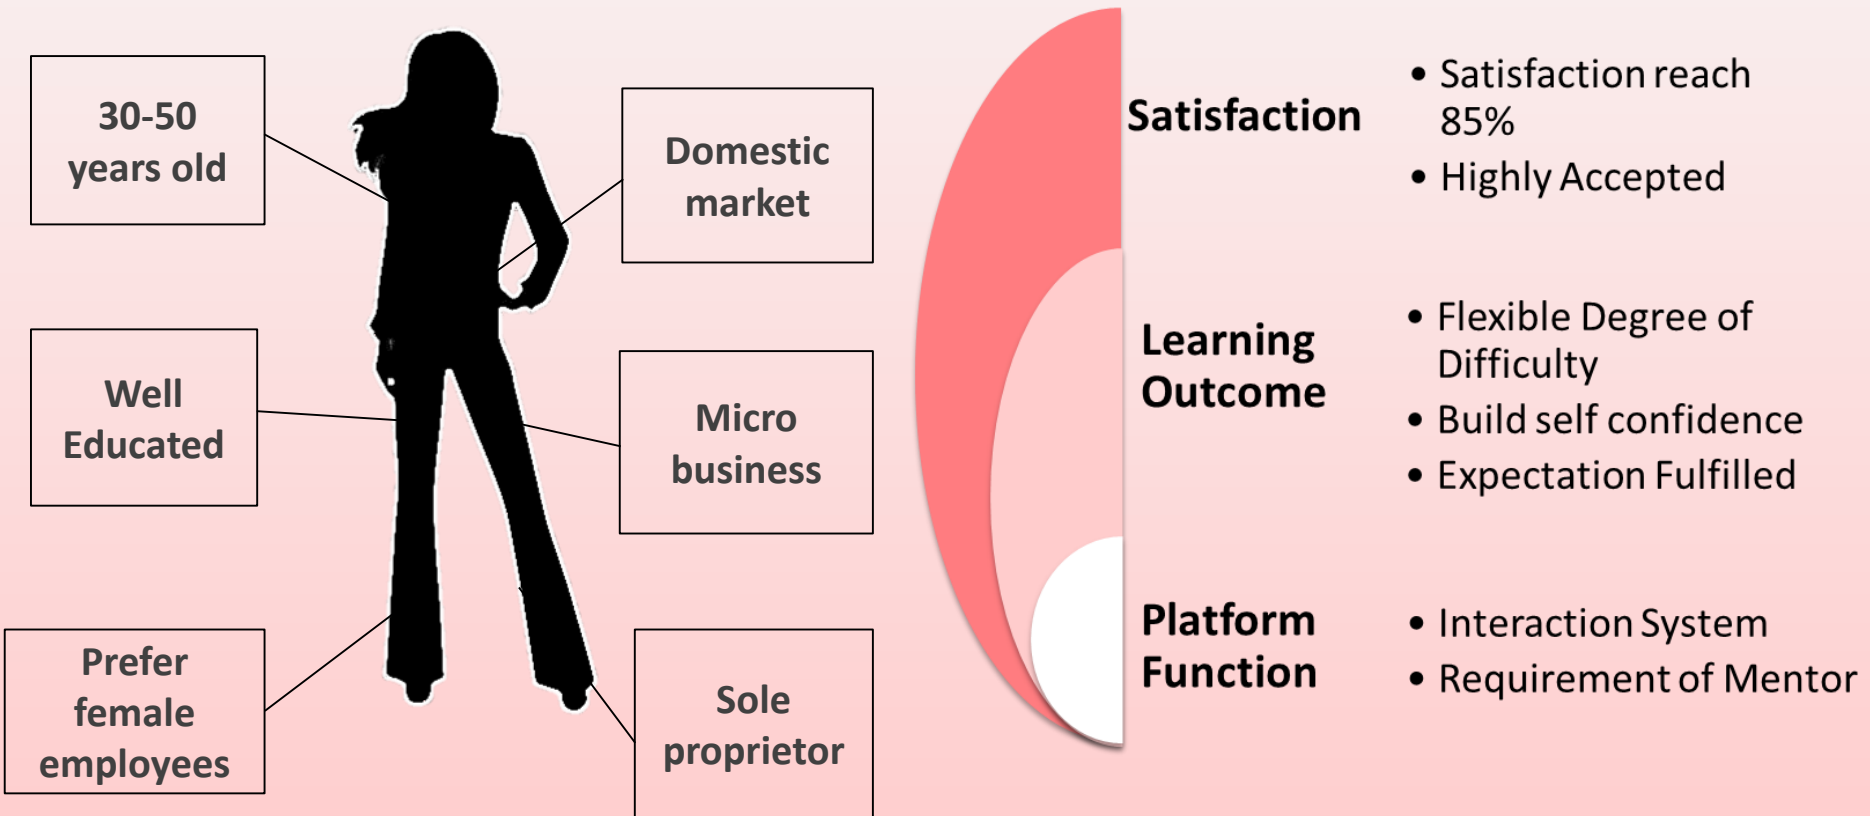 30-50
years old
Domestic
market
Well
Educated
Micro
business
Prefer
female
employees
Sole
proprietor
Satisfaction
• Satisfaction reach
85%
• Highly Accepted
Learning
Outcome
• Flexible Degree of
Difficulty
• Build self confidence
• Expectation Fulfilled
Platform
Function
• Interaction System
• Requirement of Mentor